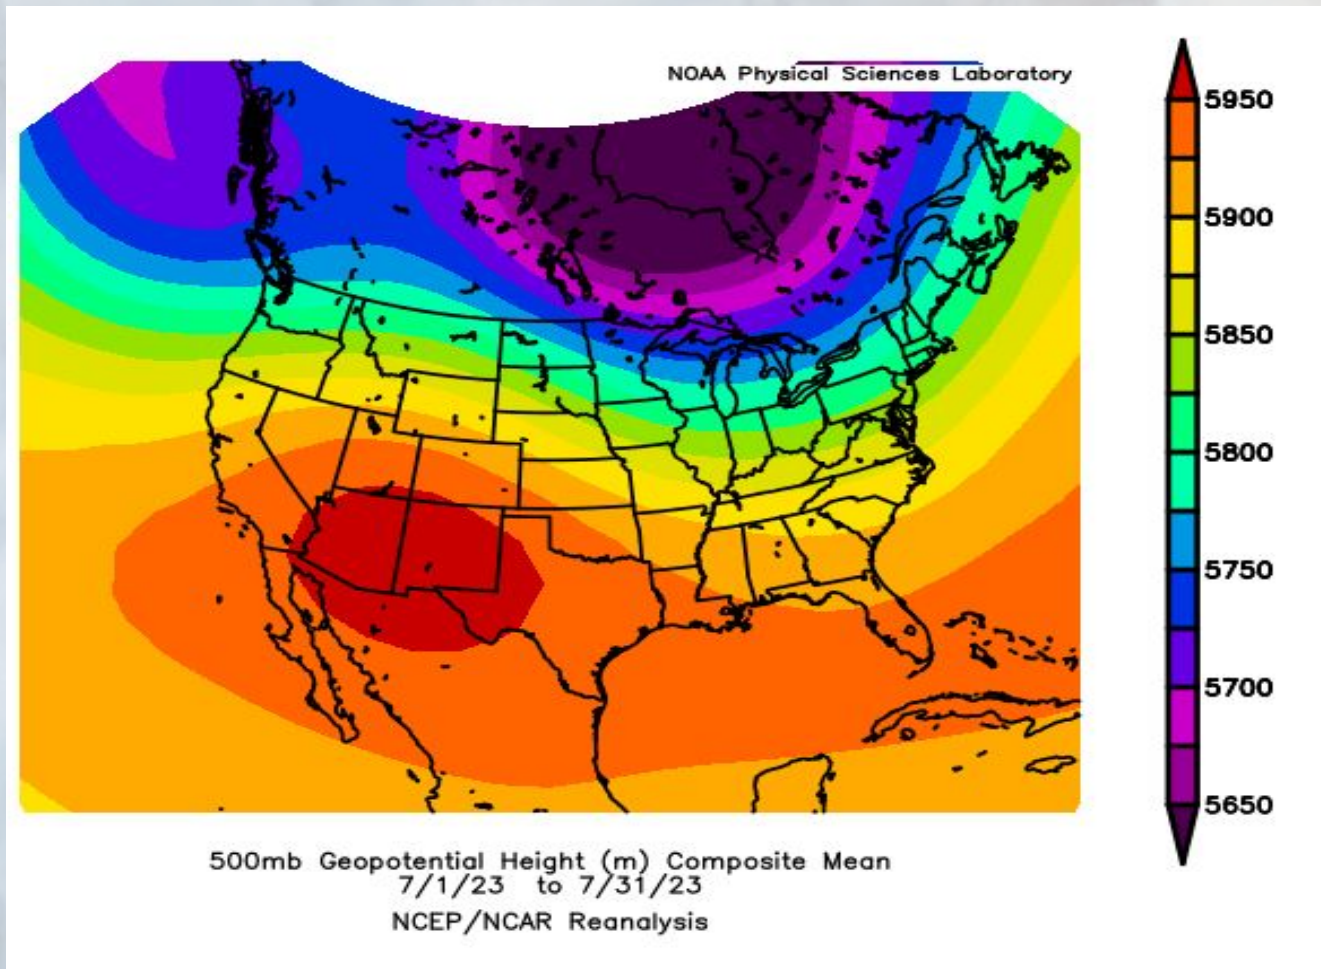 NOAA Physical Sciences Laboratory
5950
5900
5850
5800
5750
5700
5650
500mb Geopotential Height (m) Composite Mean
7/1/23 to 7/31/23
NCEP/NCAR Reanalysis